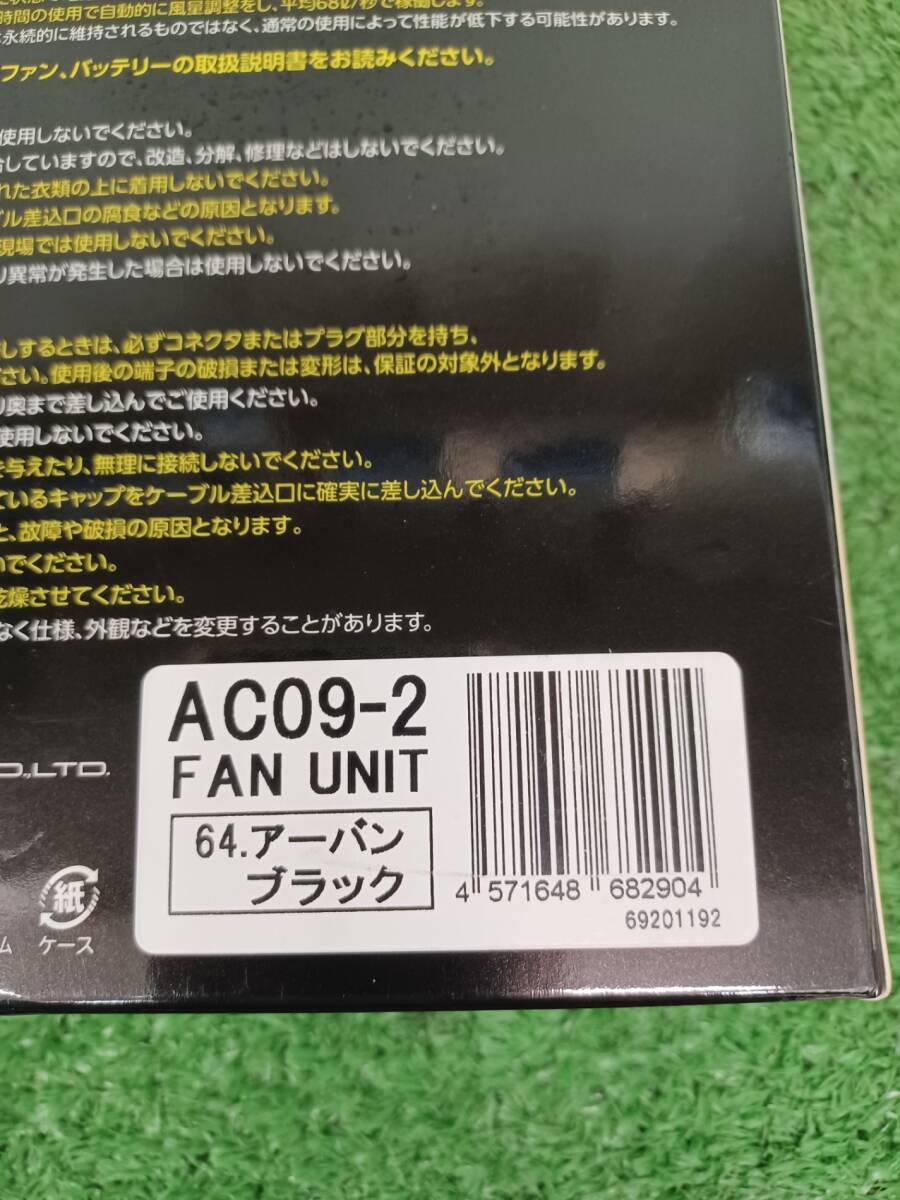 時間の使用で自動的に風量調整をし、平均68ℓ/秒で稼働します。
は永続的に維持されるものではなく、通常の使用によって性能が低下する可能性があります。
ファン、バッテリーの取扱説明書をお読みください。
使用しないでください。
合していますので、改造、分解、修理などはしないでください。
れた衣類の上に着用しないでください。
ブル差込口の腐食などの原因となります。
現場では使用しないでください。
り異常が発生した場合は使用しないでください。
しするときは、必ずコネクタまたはプラグ部分を持ち、
ださい。使用後の端子の破損または変形は、保証の対象外となります。
り奥まで差し込んでご使用ください。
使用しないでください。
を与えたり、無理に接続しないでください。
ているキャップをケーブル差込口に確実に差し込んでください。
と、故障や破損の原因となります。
いでください。
乾燥させてください。
なく仕様、外観などを変更することがあります。
O.,LTD.
紙
ム ケース
AC09-2
FAN UNIT
64.アーバン
ブラック
4 571648 682904
69201192